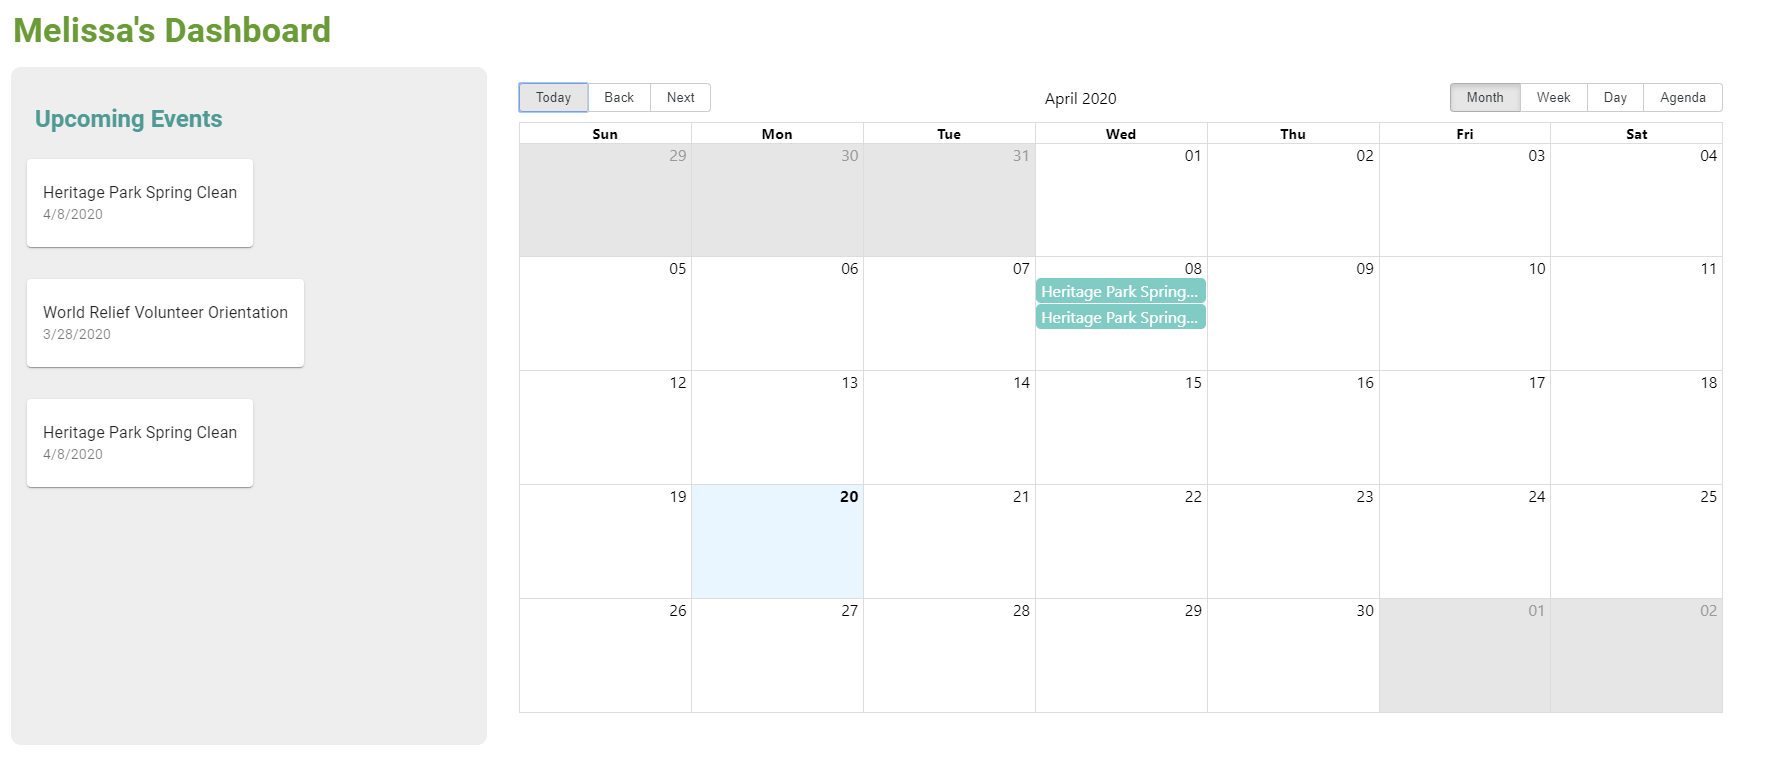 Melissa's Dashboard
Upcoming Events
Heritage Park Spring Clean
4/8/2020
World Relief Volunteer Orientation
3/28/2020
Heritage Park Spring Clean
4/8/2020
Today Back Next April 2020 Month Week Day Agenda
Sun Mon Tue Wed Thu Fri Sat
29 30 31 01 02 03 04
05 06 07 08 09 10 11
Heritage Park Spring...
Heritage Park Spring...
12 13 14 15 16 17 18
19 20 21 22 23 24 25
26 27 28 29 30 01 02